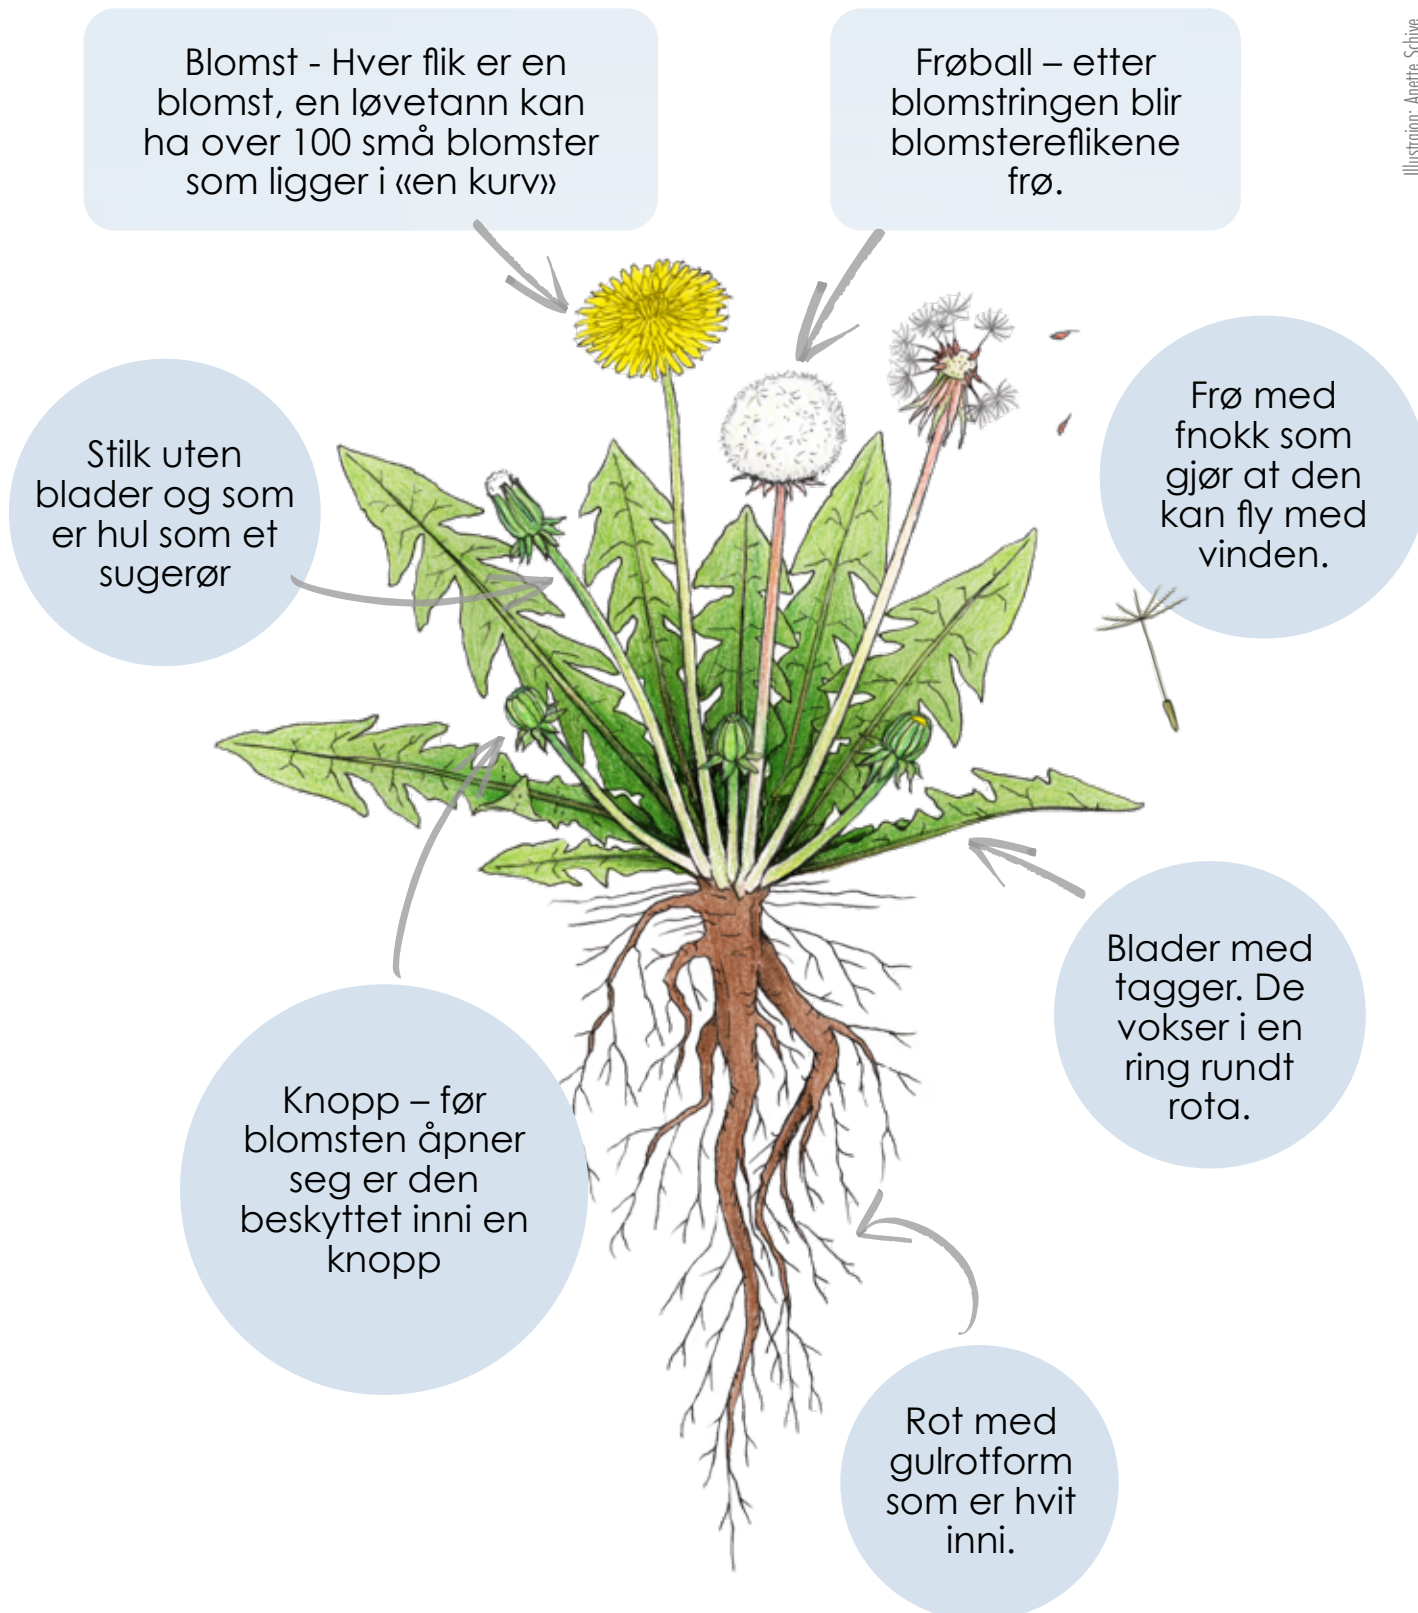 Blomst - Hver flik er en
blomst, en løvetann kan
ha over 100 små blomster
som ligger i «en kurv»
Frøball – etter
blomstringen blir
blomstereflikene
frø.
Illustrajon: Anette Schive
Stilk uten
blader og som
er hul som et
sugerør
Frø med
fnokk som
gjør at den
kan fly med
vinden.
Blader med
tagger. De
vokser i en
ring rundt
rota.
Knopp – før
blomsten åpner
seg er den
beskyttet inni en
knopp
Rot med
gulrotform
som er hvit
inni.